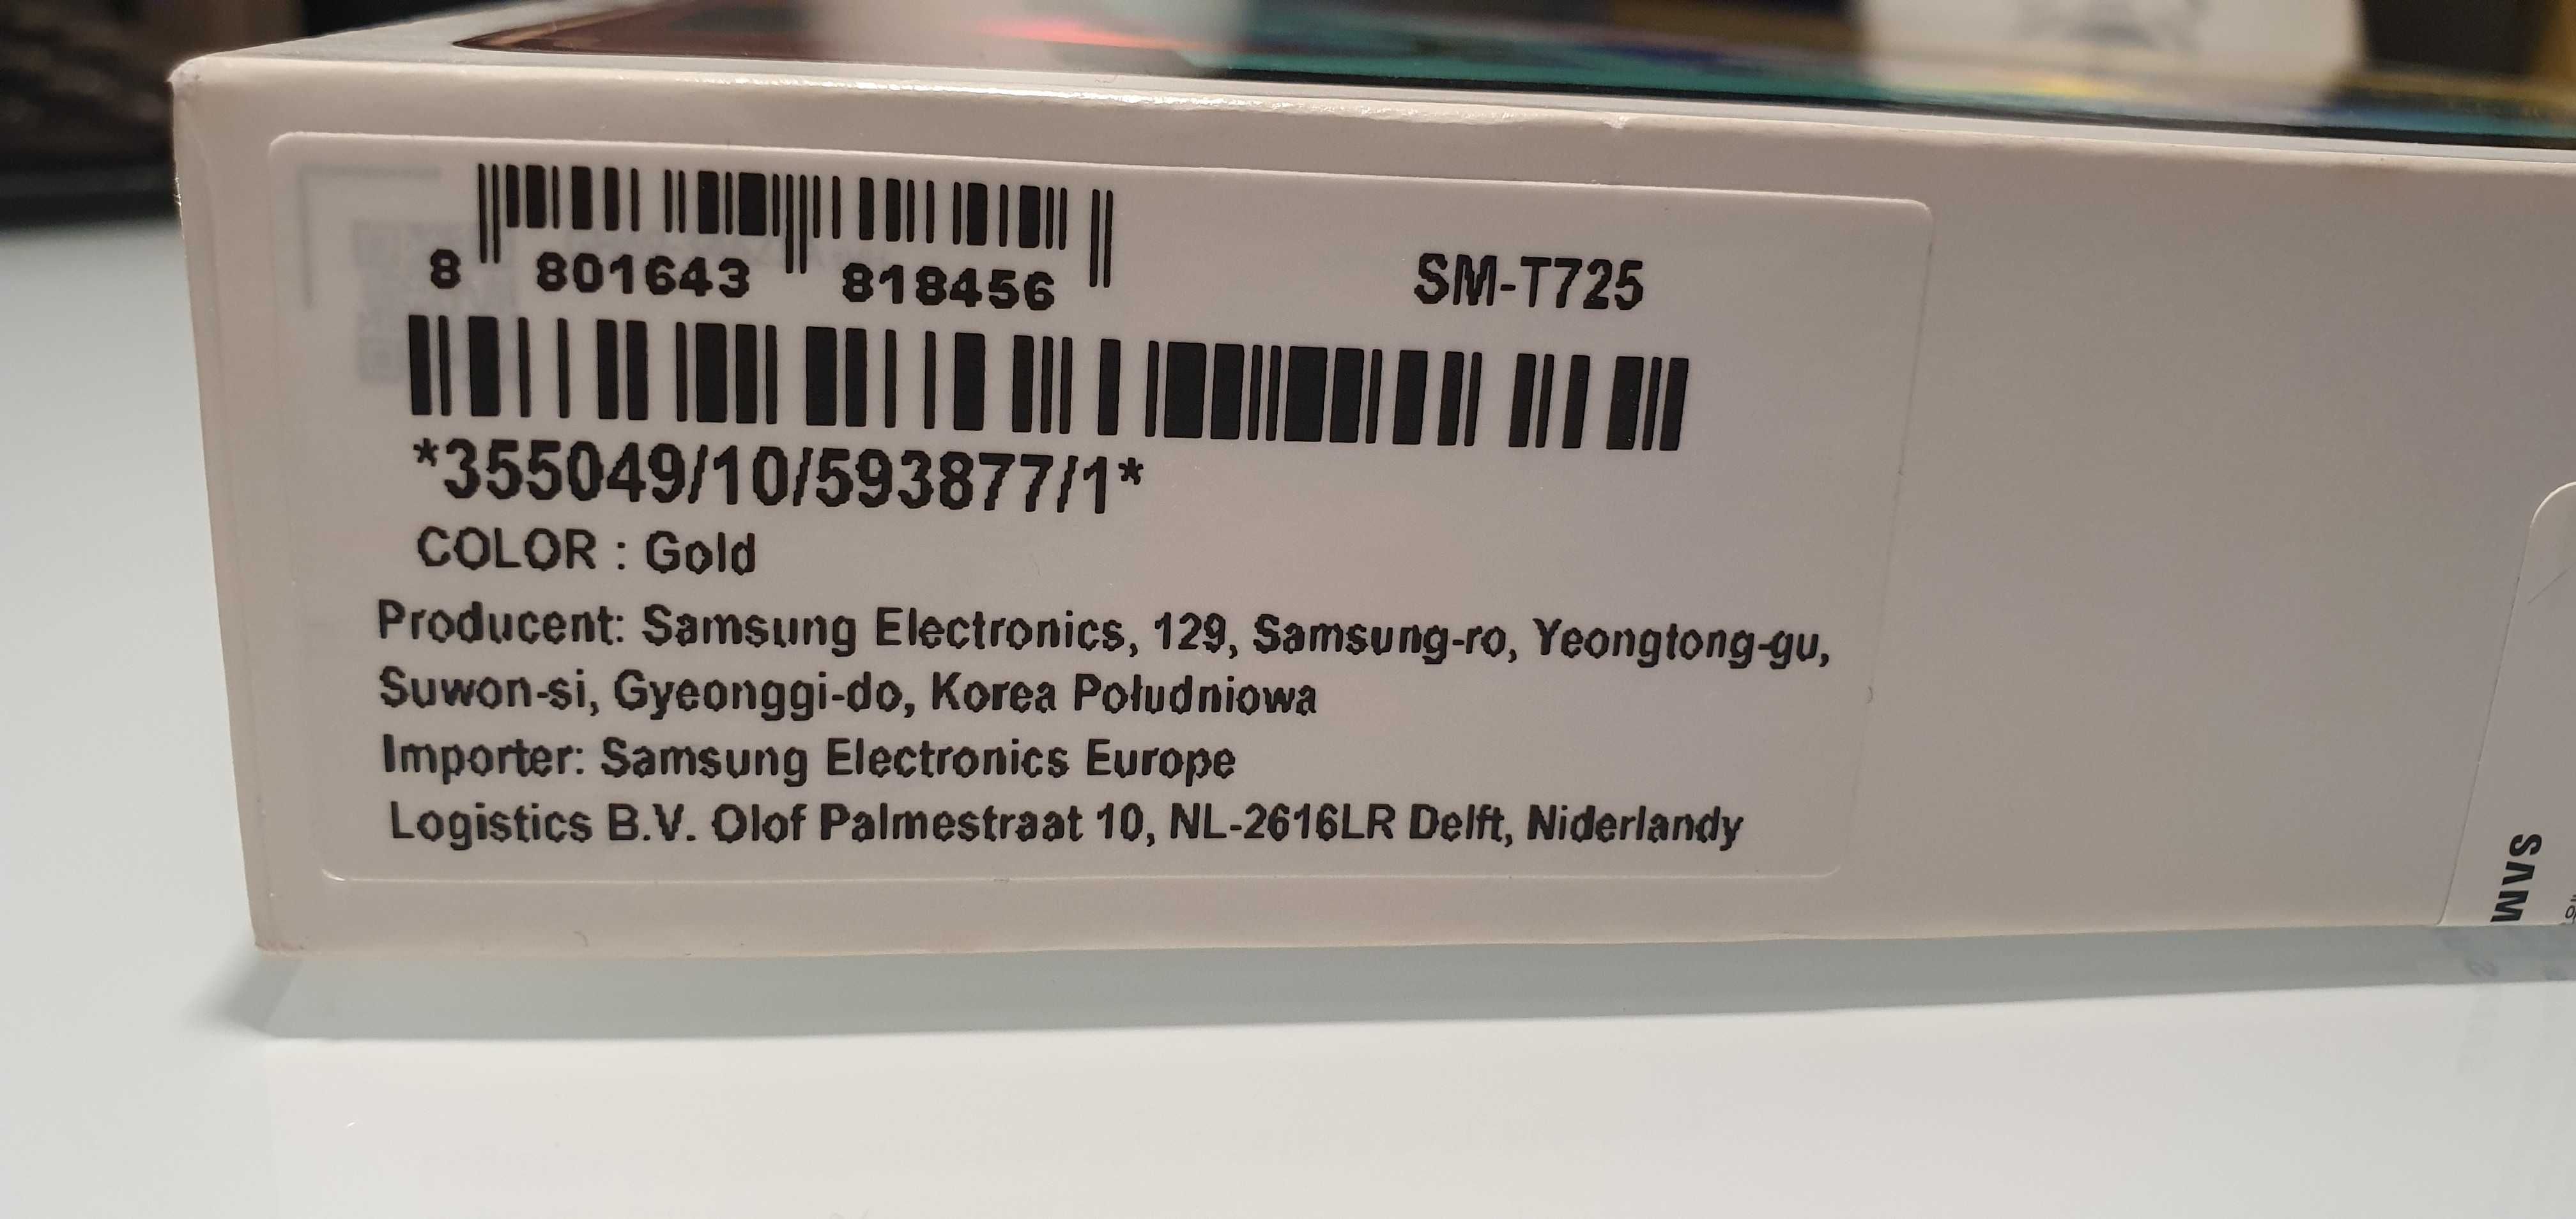 8 801643 818456
SM-T725
*355049/10/593877/1*
COLOR : Gold
Producent: Samsung Electronics, 129, Samsung-ro, Yeongtong-gu,
Suwon-si, Gyeonggi-do, Korea Południowa
Importer: Samsung Electronics Europe
Logistics B.V. Olof Palmestraat 10, NL-2616LR Delft, Niderlandy
SAM